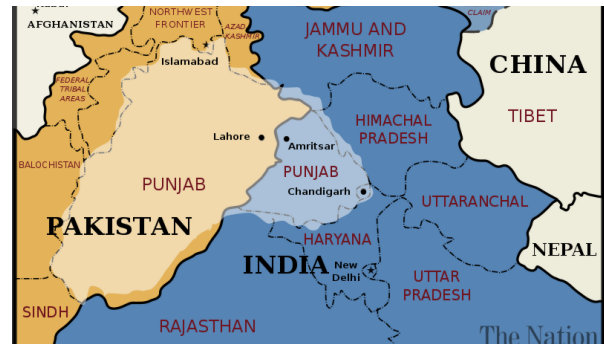 AFGHANISTAN
NORTHWEST
FRONTIER
AZAD
KASHMIR
JAMMU AND
KASHMIR
CLAIM
CHINA
TIBET
Islamabad
FEDERAL
TRIBAL
AREAS
HIMACHAL
PRADESH
Lahore
Amritsar
BALOCHISTAN
PUNJAB
PUNJAB
Chandigarh
UTTARANCHAL
PAKISTAN
HARYANA
NEPAL
INDIA
New
Delhi
UTTAR
PRADESH
SINDH
RAJASTHAN
The Nation